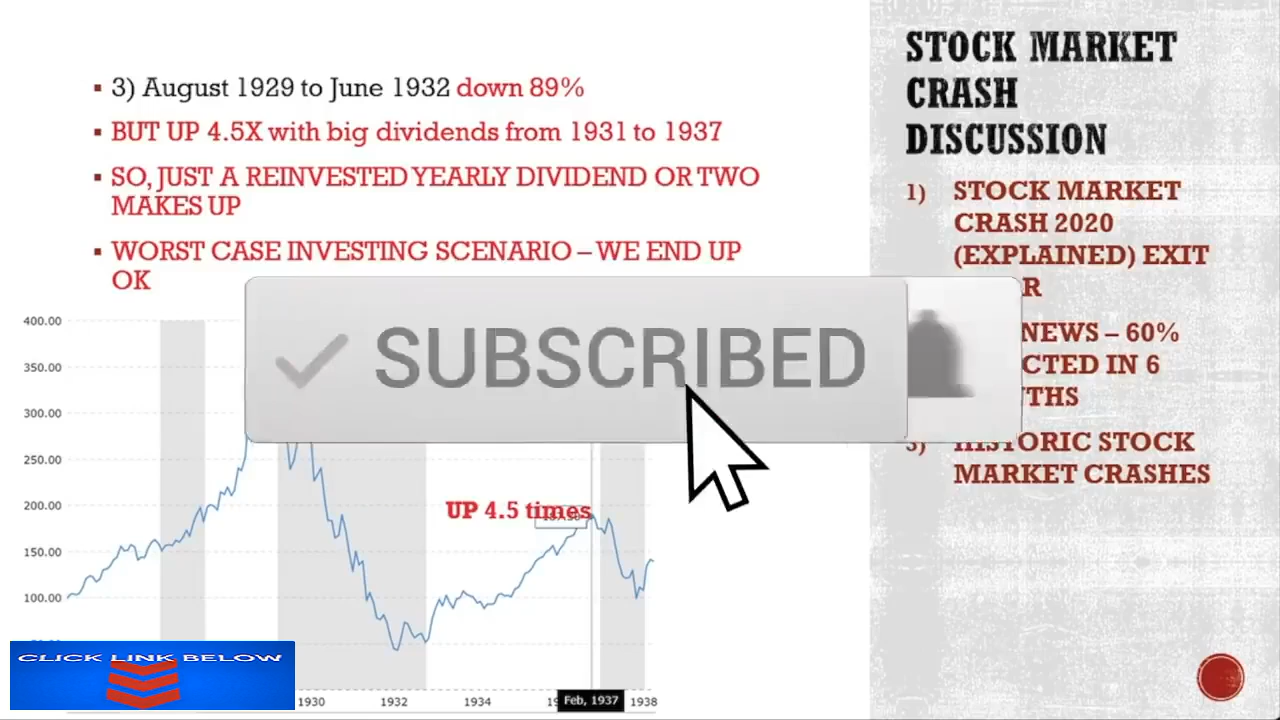 3) August 1929 to June 1932 down 89%
BUT UP 4.5X with big dividends from 1931 to 1937
SO, JUST A REINVESTED YEARLY DIVIDEND OR TWO
MAKES UP
WORST CASE INVESTING SCENARIO – WE END UP
OK
STOCK MARKET
CRASH
DISCUSSION
1) STOCK MARKET
CRASH 2020
(EXPLAINED) EXIT
NEWS – 60%
IN 6
HISTORIC STOCK
MARKET CRASHES
SUBSCRIBED
400.00
350.00
300.00
250.00
200.00
150.00
100.00
UP 4.5 times
1930
1932
1934
Feb, 1937
1938
CLICK LINK BELOW